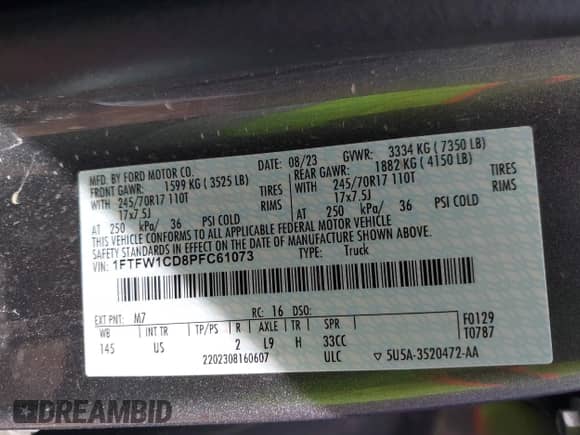 MFD. BY FORD MOTOR CO. DATE: 08/23 GVWR: 3334 KG ( 7350 LB)
FRONT GAWR: 1599 KG ( 3525 LB) REAR GAWR: 1882 KG ( 4150 LB)
WITH 245/70R17 110T TIRES 245/70R17 110T TIRES
17x7.5J RIMS 17x7.5J RIMS
AT 250 kPa/ 36 PSI COLD AT 250 kPa/ 36 PSI COLD
THIS VEHICLE CONFORMS TO ALL APPLICABLE FEDERAL MOTOR VEHICLE
SAFETY STANDARDS IN EFFECT ON THE DATE OF MANUFACTURE SHOWN ABOVE.
VIN: 1FTFW1CD8PFC61073 TYPE: Truck
EXT PNT: M7 RC: 16 DSO: F0129
WB INT TR TP/PS R AXLE TR SPR T0787
145 US 2 L9 H 33CC
2202308160607 ULC ▽ 5U5A-3520472-AA
DREAMBID